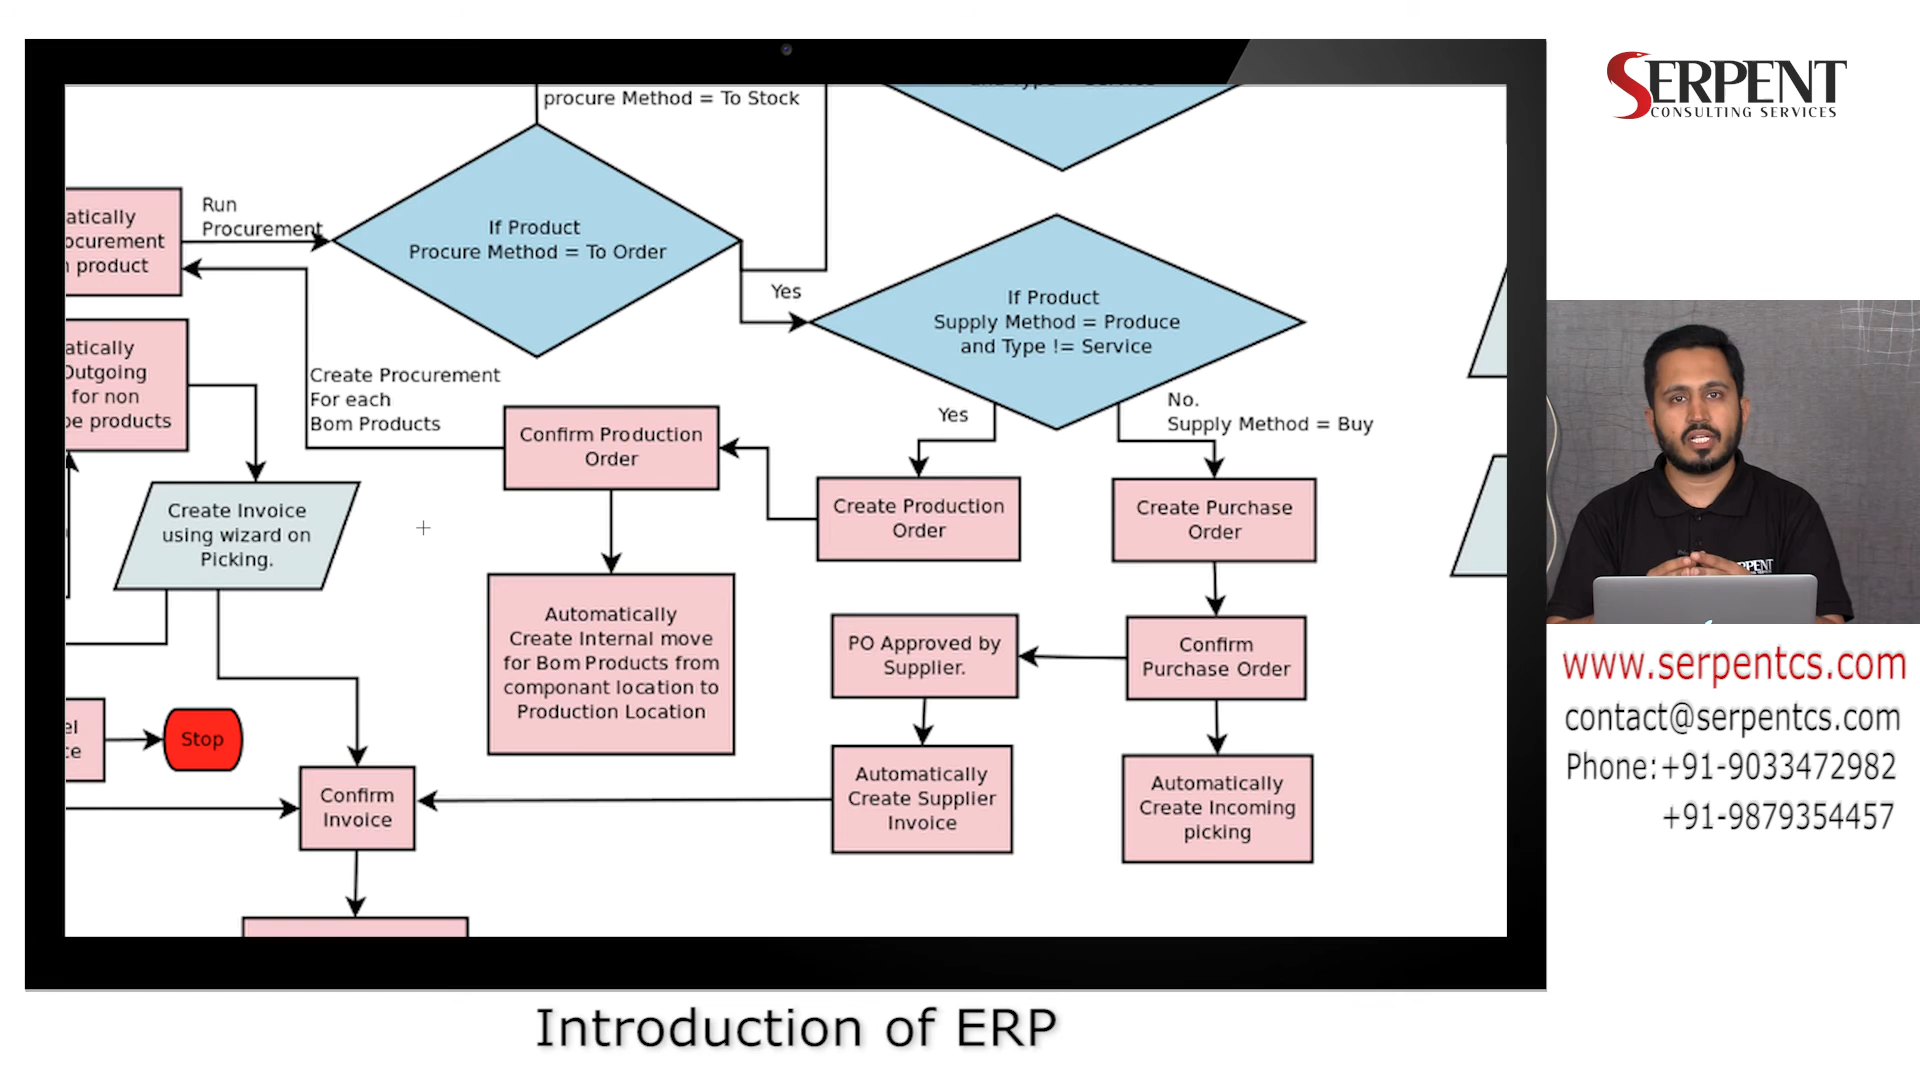 procure Method = To Stock
If Product
Procure Method = To Order
Run
Procurement
atically
ocurement
product
Yes
If Product
Supply Method = Produce
and Type != Service
atically
Outgoing
for non
pe products
Create Procurement
For each
Bom Products
Confirm Production
Order
Yes
No.
Supply Method = Buy
Create Production
Order
Create Purchase
Order
Create Invoice
using wizard on
Picking.
Automatically
Create Internal move
for Bom Products from
componant location to
Production Location
PO Approved by
Supplier.
Confirm
Purchase Order
el
ce
Stop
Confirm
Invoice
Automatically
Create Supplier
Invoice
Automatically
Create Incoming
picking
Introduction of ERP
SERPENT
CONSULTING SERVICES
SERPENT
www.serpentcs.com
contact@serpentcs.com
Phone:+91-9033472982
+91-9879354457